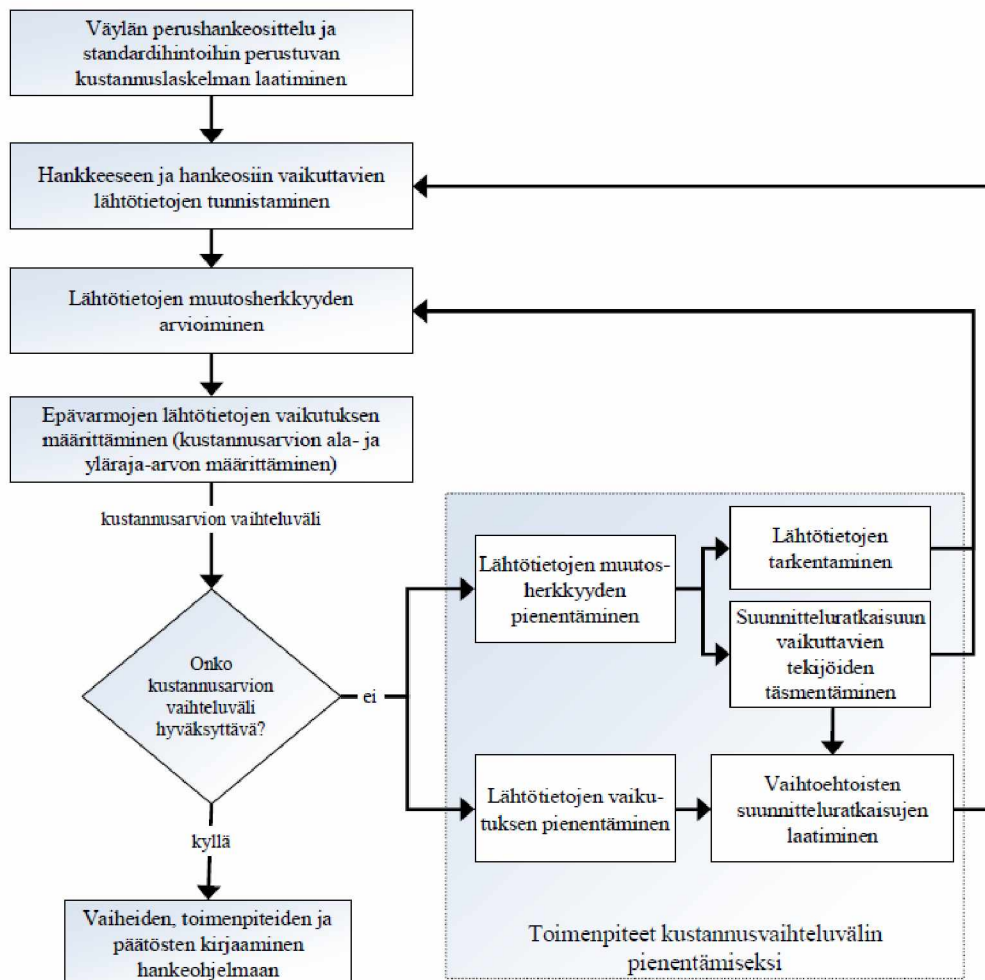 Väylän perushankeosittelu ja
standardihintoihin perustuvan
kustannuslaskelman laatiminen
Hankkeeseen ja hankeosiin vaikuttavien
lähtötietojen tunnistaminen
Lähtötietojen muutosherkkyyden
arvioiminen
Epävarmojen lähtötietojen vaikutuksen
määrittäminen (kustannusarvion ala- ja
yläraja-arvon määrittäminen)
kustannusarvion vaihteluväli
Onko
kustannusarvion
vaihteluväli
hyväksyttävä?
ei
kyllä
Vaiheiden, toimenpiteiden ja
päätösten kirjaaminen
hankeohjelmaan
Lähtötietojen muutos-
herkkyyden
pienentäminen
Lähtötietojen
tarkentaminen
Suunnitteluratkaisuun
vaikuttavien
tekijöiden
täsmentäminen
Lähtötietojen vaiku-
tuksen pienentäminen
Vaihtoehtoisten
suunnitteluratkaisujen
laatiminen
Toimenpiteet kustannusvaihteluvälin
pienentämiseksi